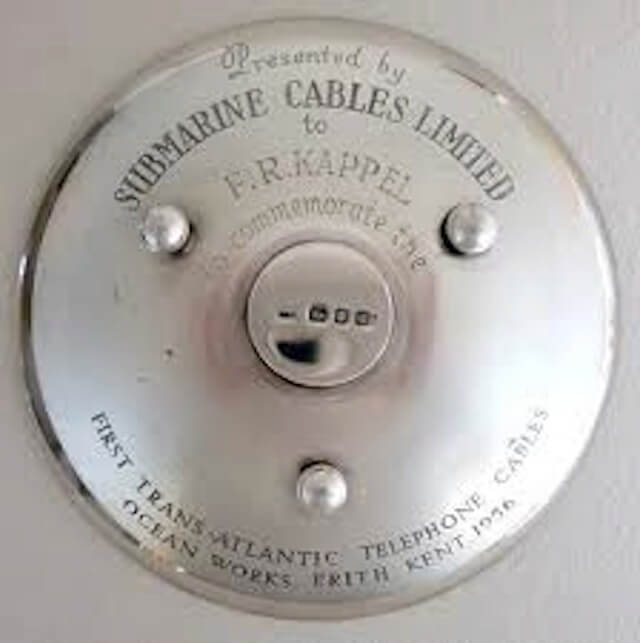 Presented by
SUBMARINE CABLES LIMITED
to
F.R.KAPPEL
to commemorate the
FIRST TRANS-ATLANTIC TELEPHONE CABLES
OCEAN WORKS ERITH KENT 1956